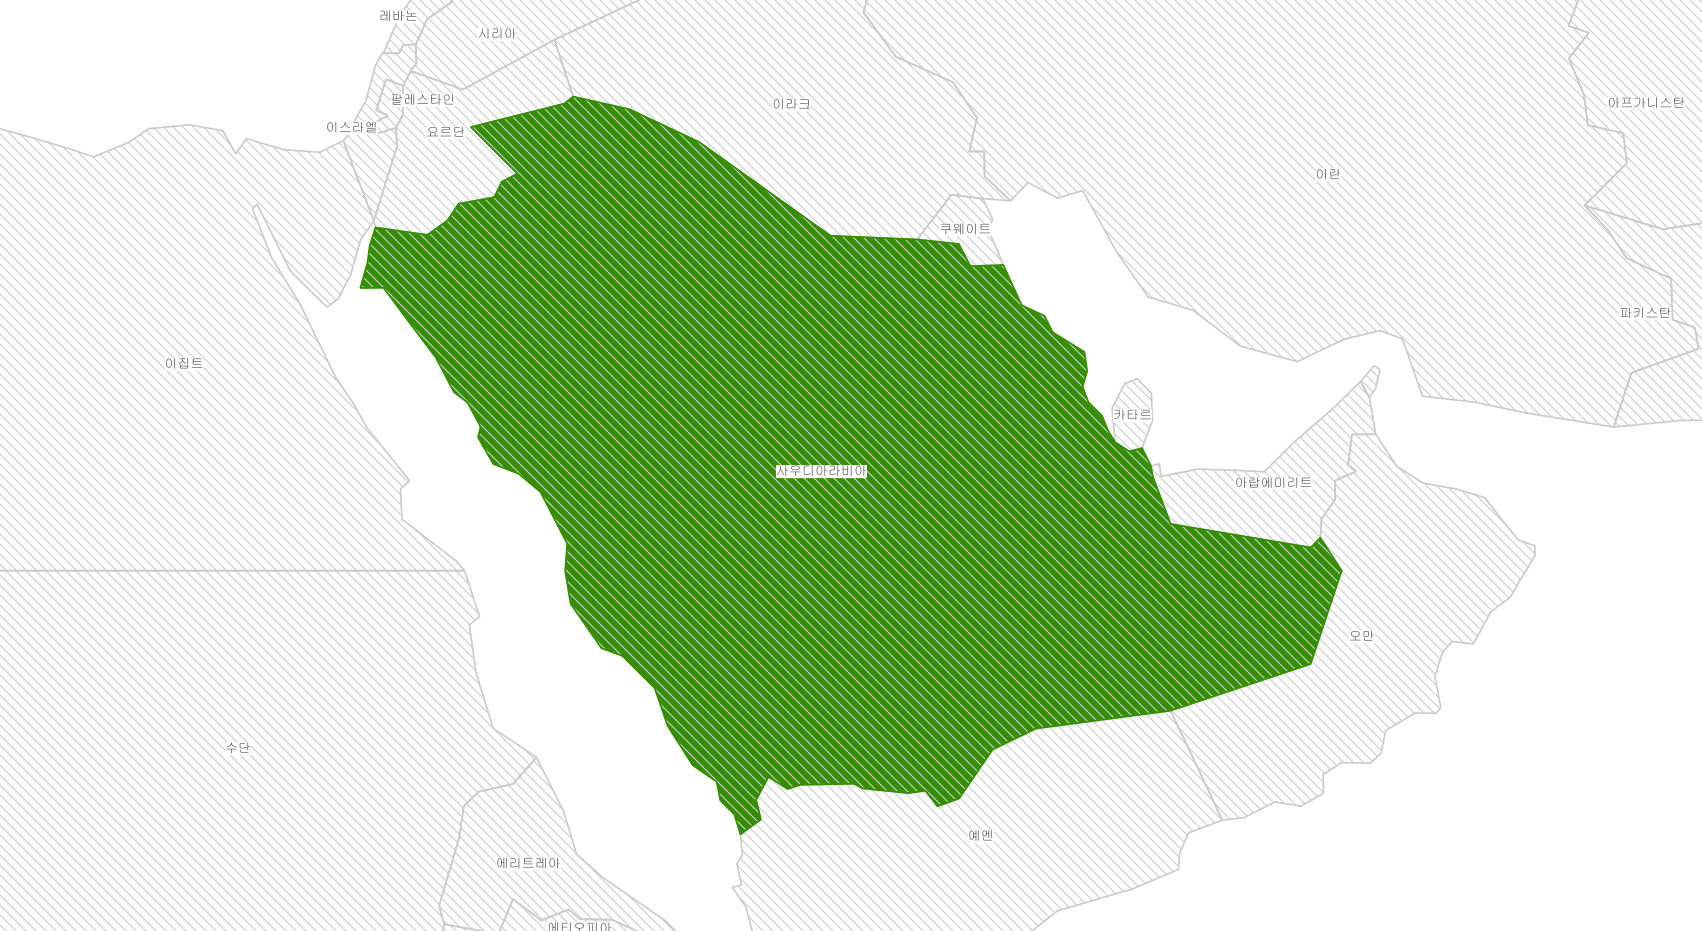 레바논
시리아
팔레스타인
이라크
아프가니스탄
이스라엘
요르단
이란
쿠웨이트
파키스탄
이집트
카타르
사우디아라비아
아랍에미리트
오만
수단
예멘
에리트레아
에티오피아